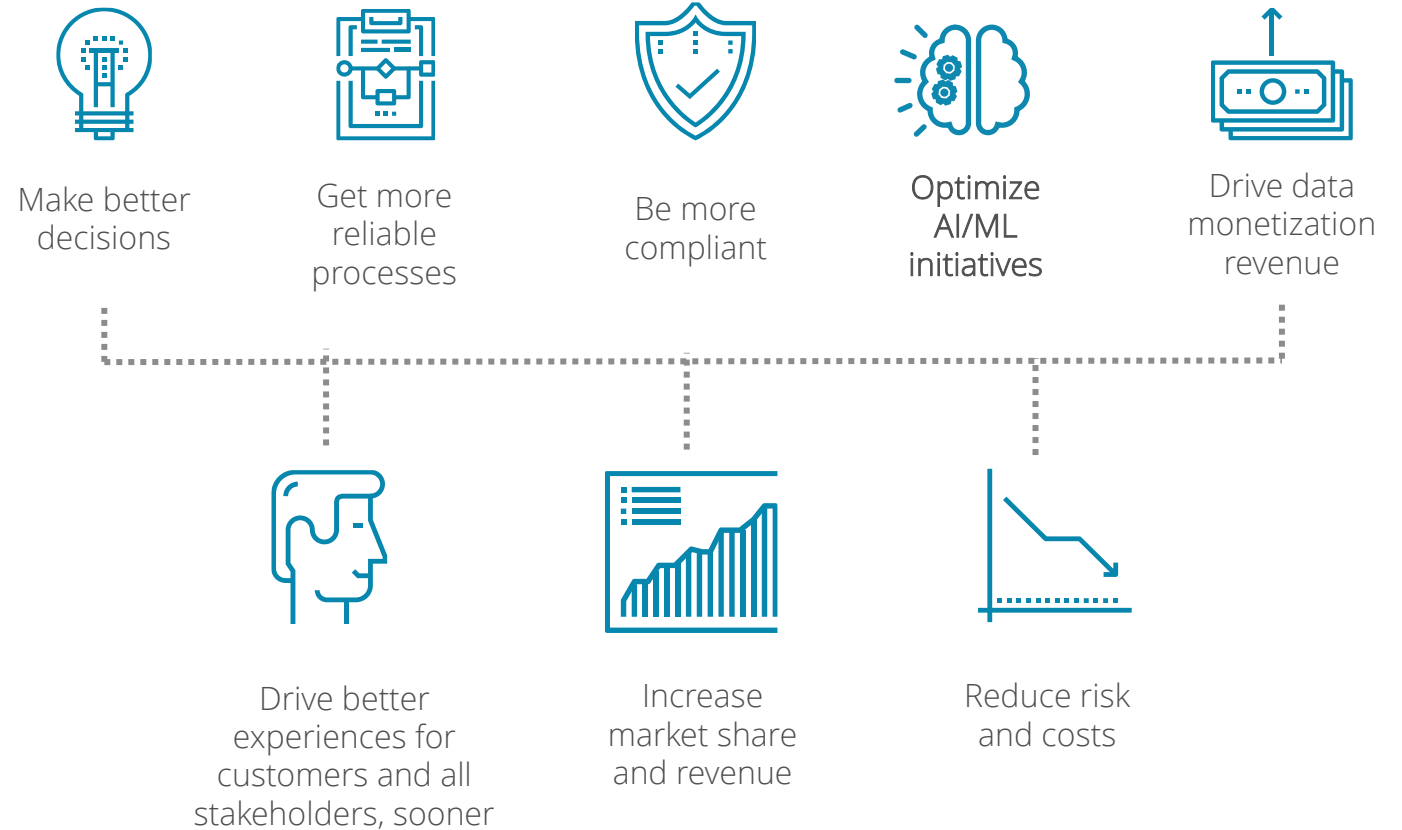 Make better
decisions
Get more
reliable
processes
Be more
compliant
Optimize
AI/ML
initiatives
Drive data
monetization
revenue
Drive better
experiences for
customers and all
stakeholders, sooner
Increase
market share
and revenue
Reduce risk
and costs